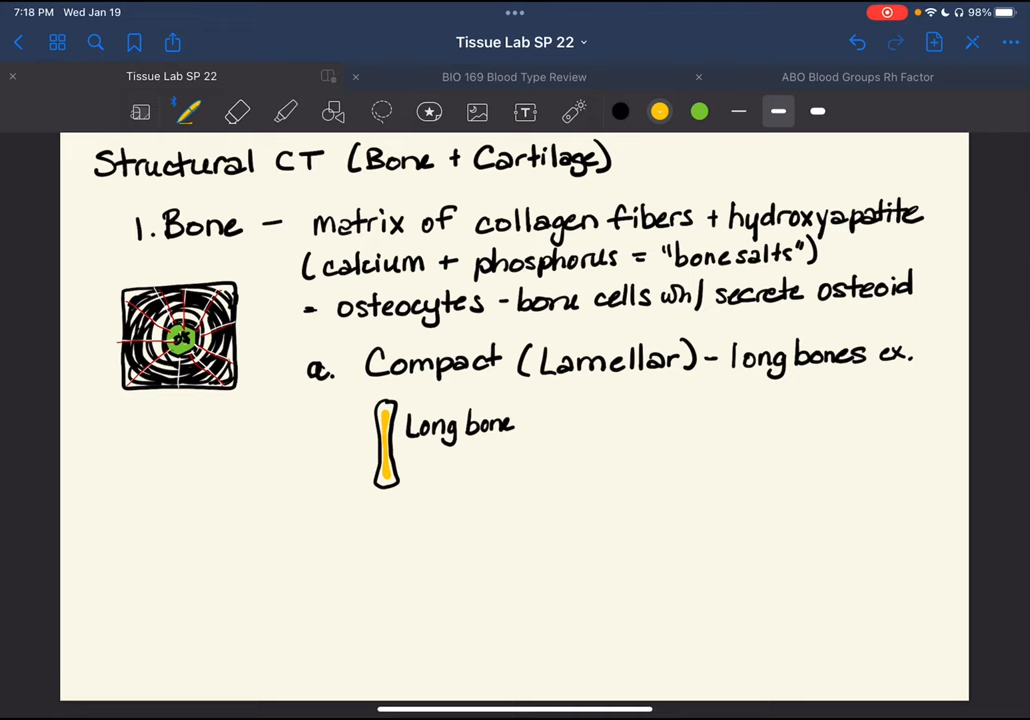 7:18 PM Wed Jan 19
98%
Tissue Lab SP 22
Tissue Lab SP 22
BIO 169 Blood Type Review
ABO Blood Groups Rh Factor
Structural CT (Bone + Cartilage)
1. Bone - matrix of collagen fibers + hydroxyapatite
(calcium + phosphorus = "bone salts")
= osteocytes - bone cells wh/ secrete osteoid
a. Compact (Lamellar) - long bones ex.
Long bone